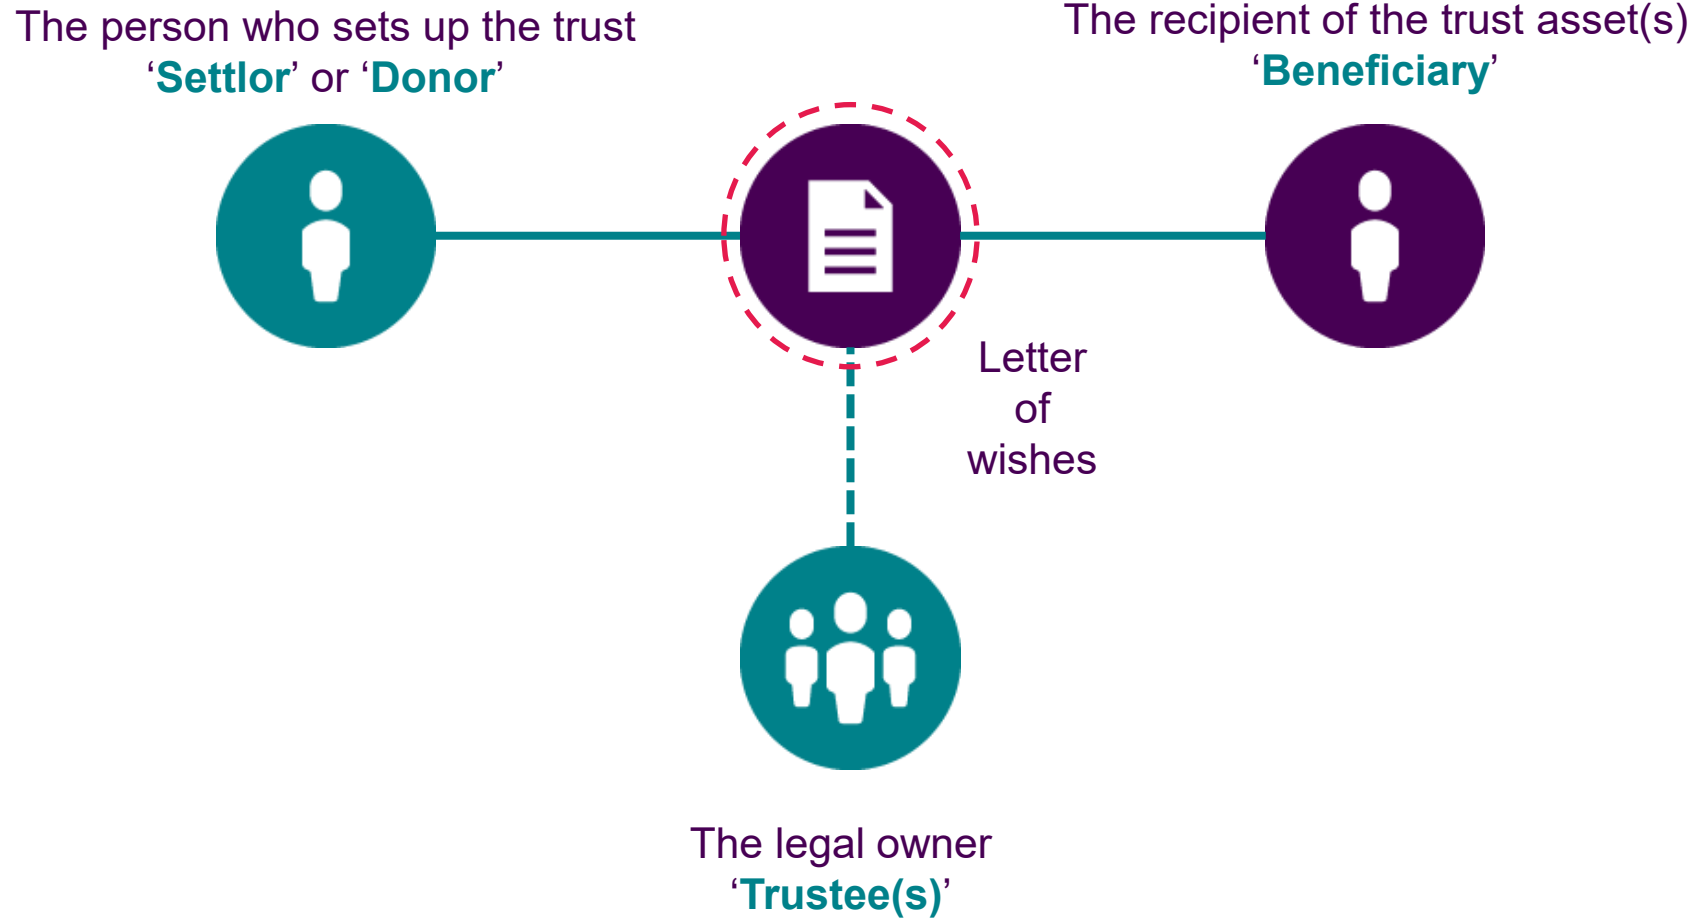 The person who sets up the trust
‘Settlor’ or ‘Donor’
The recipient of the trust asset(s)
‘Beneficiary’
Letter
of
wishes
The legal owner
‘Trustee(s)’